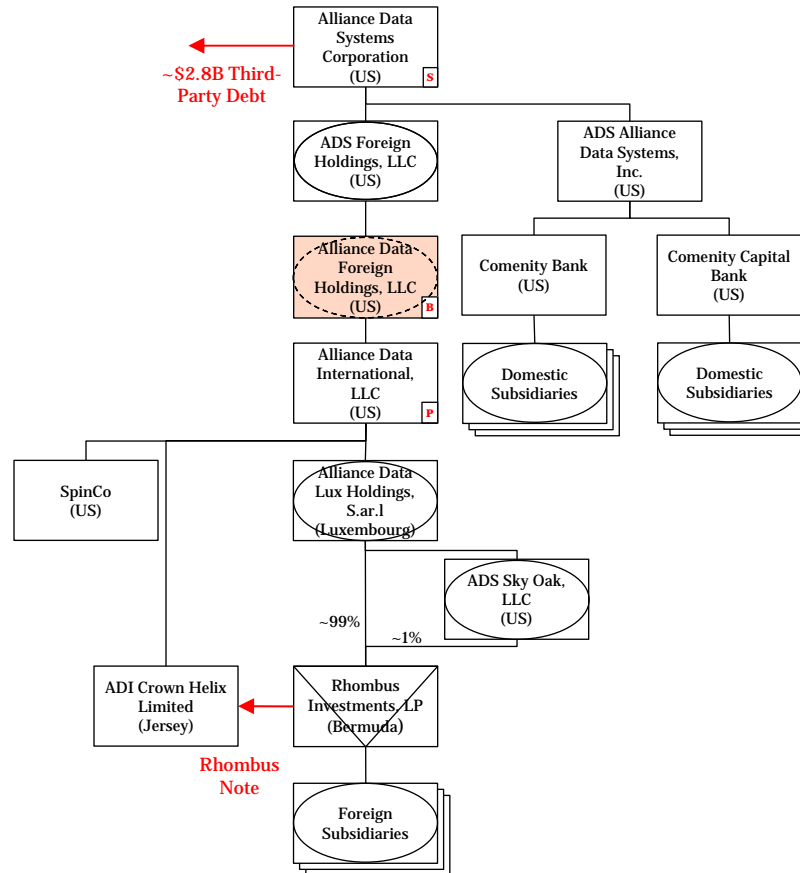 Alliance Data
Systems
Corporation
(US)
S
~$2.8B Third-
Party Debt
ADS Foreign
Holdings, LLC
(US)
ADS Alliance
Data Systems,
Inc.
(US)
Alliance Data
Foreign
Holdings, LLC
(US)
B
Comenity Bank
(US)
Comenity Capital
Bank
(US)
Alliance Data
International,
LLC
(US)
P
Domestic
Subsidiaries
Domestic
Subsidiaries
SpinCo
(US)
Alliance Data
Lux Holdings,
S.ar.l
(Luxembourg)
ADS Sky Oak,
LLC
(US)
~99%
~1%
ADI Crown Helix
Limited
(Jersey)
Rhombus
Investments, LP
(Bermuda)
Rhombus
Note
Foreign
Subsidiaries